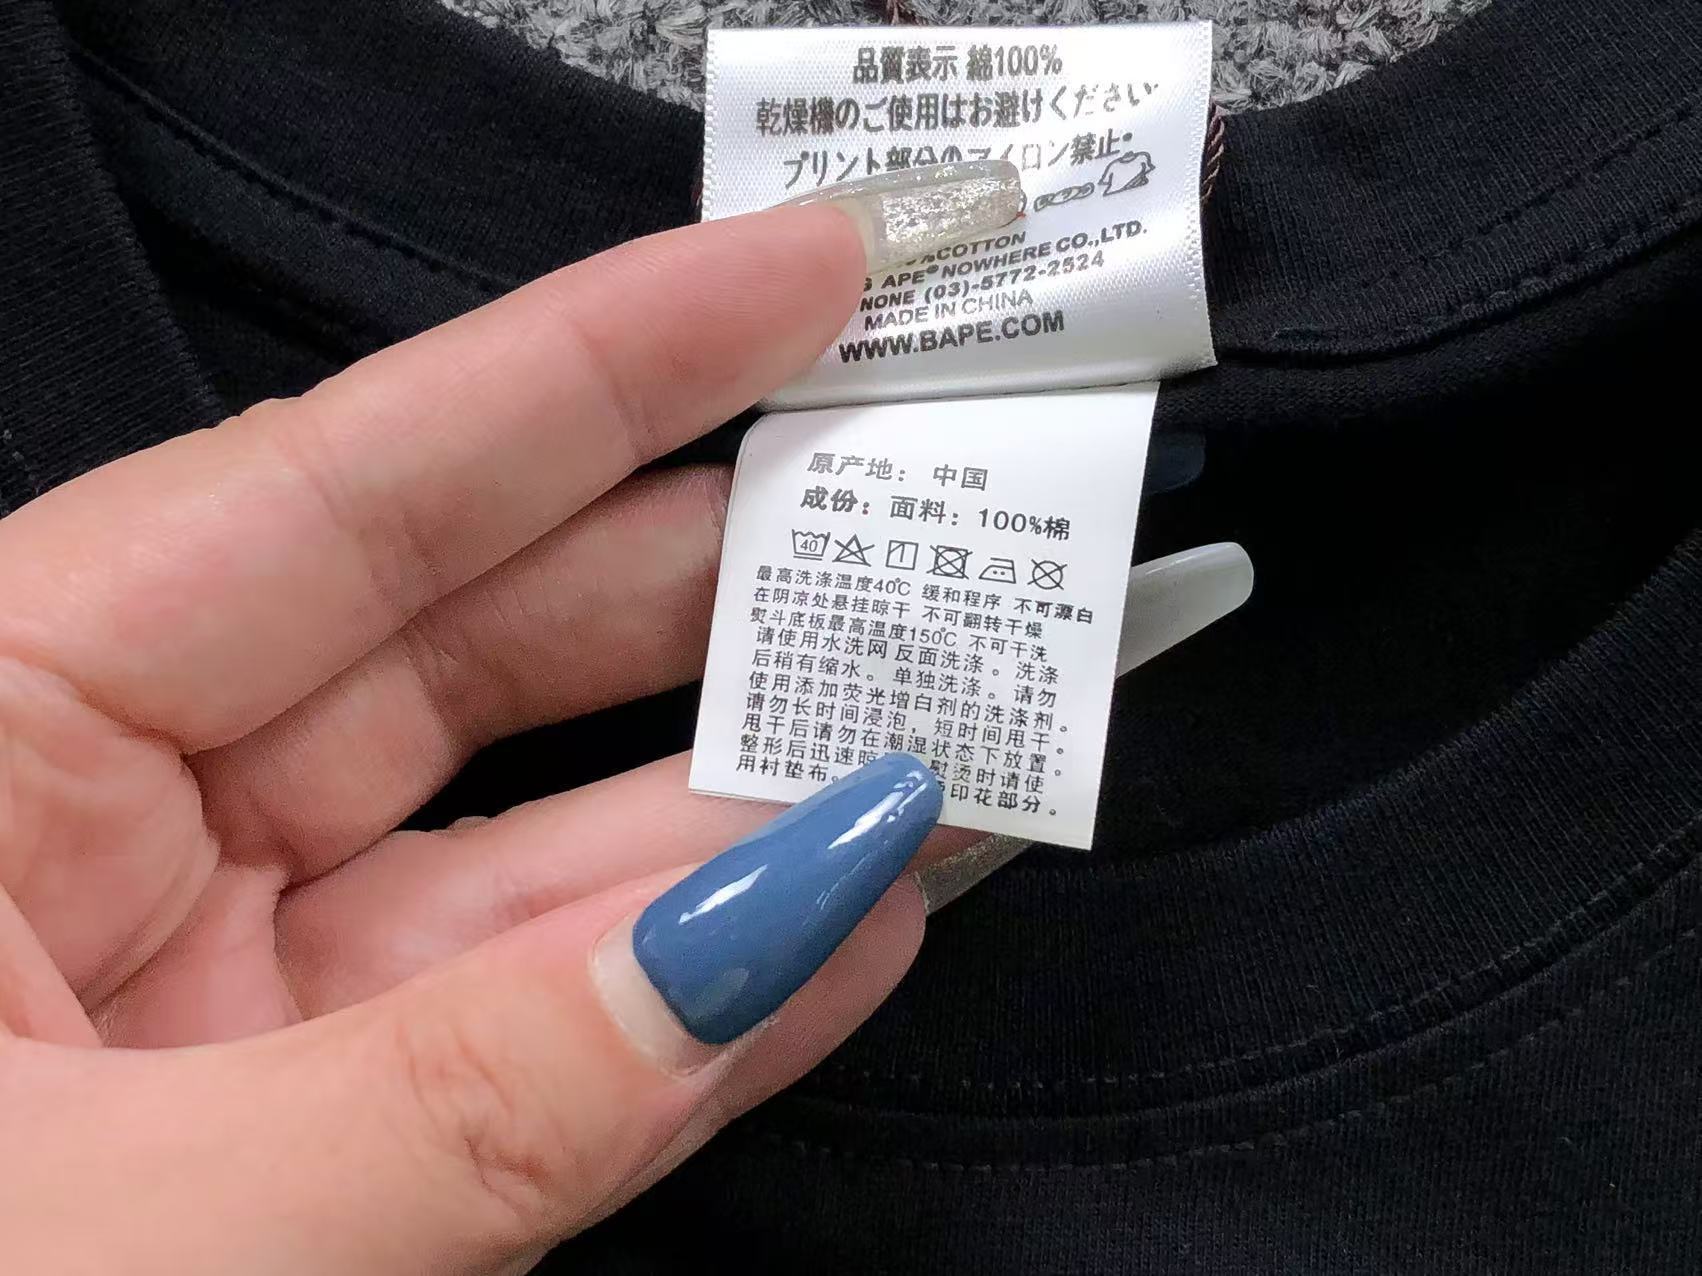 品質表示 綿100%
乾燥機のご使用はお避けください
プリント部分のアイロン禁止
%COTTON
APE® NOWHERE CO.,LTD.
(03)-5772-2524
MADE IN CHINA
WWW.BAPE.COM
原产地： 中国
成份：面料：100%棉
40
最高洗涤温度40℃ 缓和程序 不可漂白
在阴凉处悬挂晾干 不可翻转干燥
熨斗底板最高温度150℃ 不可干洗
请使用水洗网 反面洗涤。洗涤
后稍有缩水。单独洗涤。请勿
使用添加荧光增白剂的洗涤剂。
请勿长时间浸泡，短时间甩干。
甩干后请勿在潮湿状态下放置。
整形后迅速晾 熨烫时请使
用衬垫布。 印花部分。